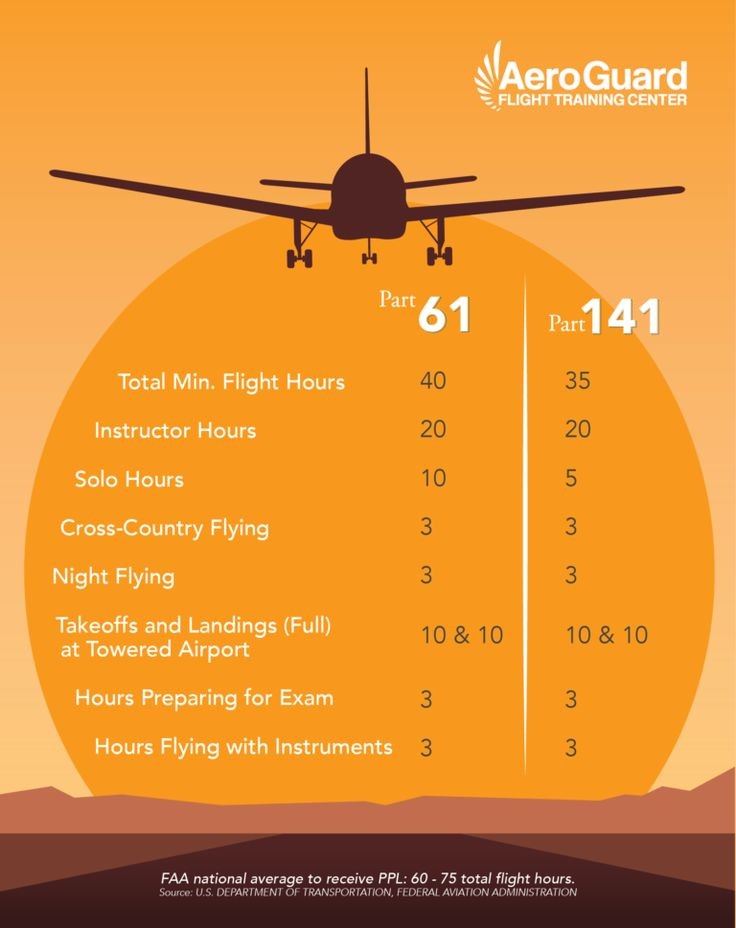 AeroGuard
FLIGHT TRAINING CENTER
Part 61 Part 141
Total Min. Flight Hours 40 35
Instructor Hours 20 20
Solo Hours 10 5
Cross-Country Flying 3 3
Night Flying 3 3
Takeoffs and Landings (Full)
at Towered Airport 10 & 10 10 & 10
Hours Preparing for Exam 3 3
Hours Flying with Instruments 3 3
FAA national average to receive PPL: 60 - 75 total flight hours.
Source: U.S. DEPARTMENT OF TRANSPORTATION, FEDERAL AVIATION ADMINISTRATION